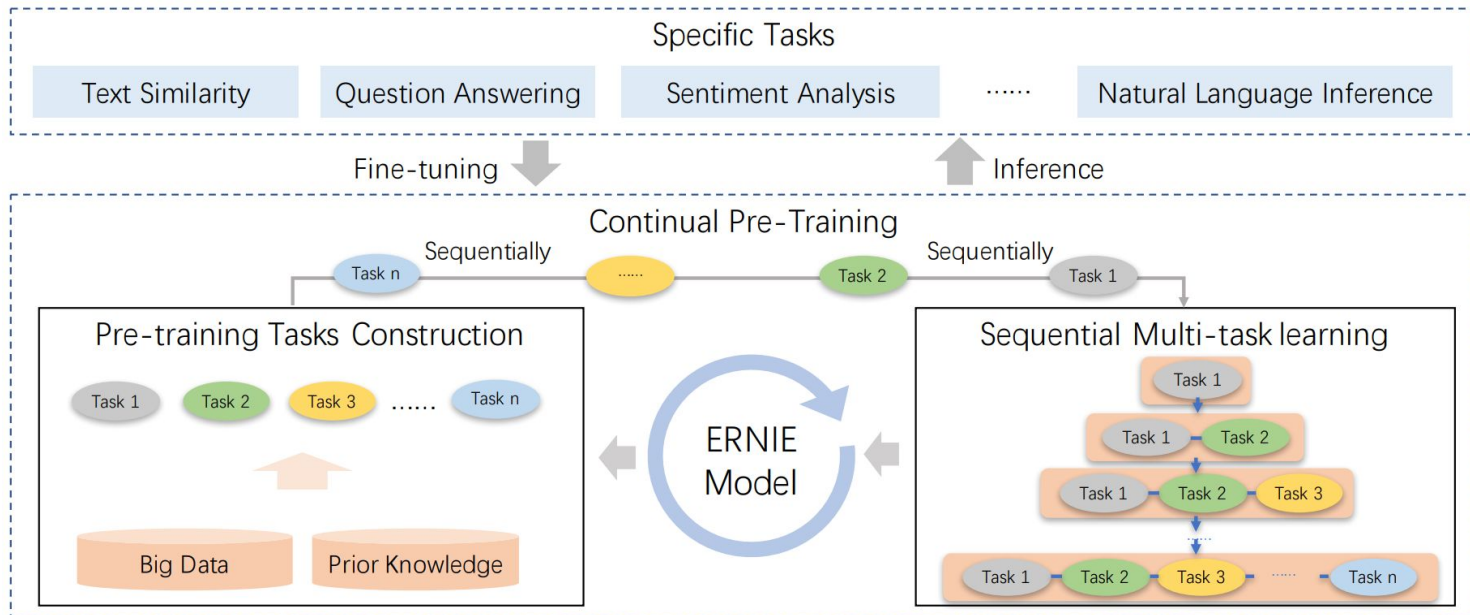 Specific Tasks
Text Similarity
Question Answering
Sentiment Analysis
......
Natural Language Inference
Fine-tuning
Inference
Continual Pre-Training
Sequentially
Sequentially
Task n
......
Task 2
Task 1
Pre-training Tasks Construction
Task 1
Task 2
Task 3
......
Task n
Big Data
Prior Knowledge
ERNIE
Model
Sequential Multi-task learning
Task 1
Task 1
Task 2
Task 1
Task 2
Task 3
......
Task 1
Task 2
Task 3
......
Task n